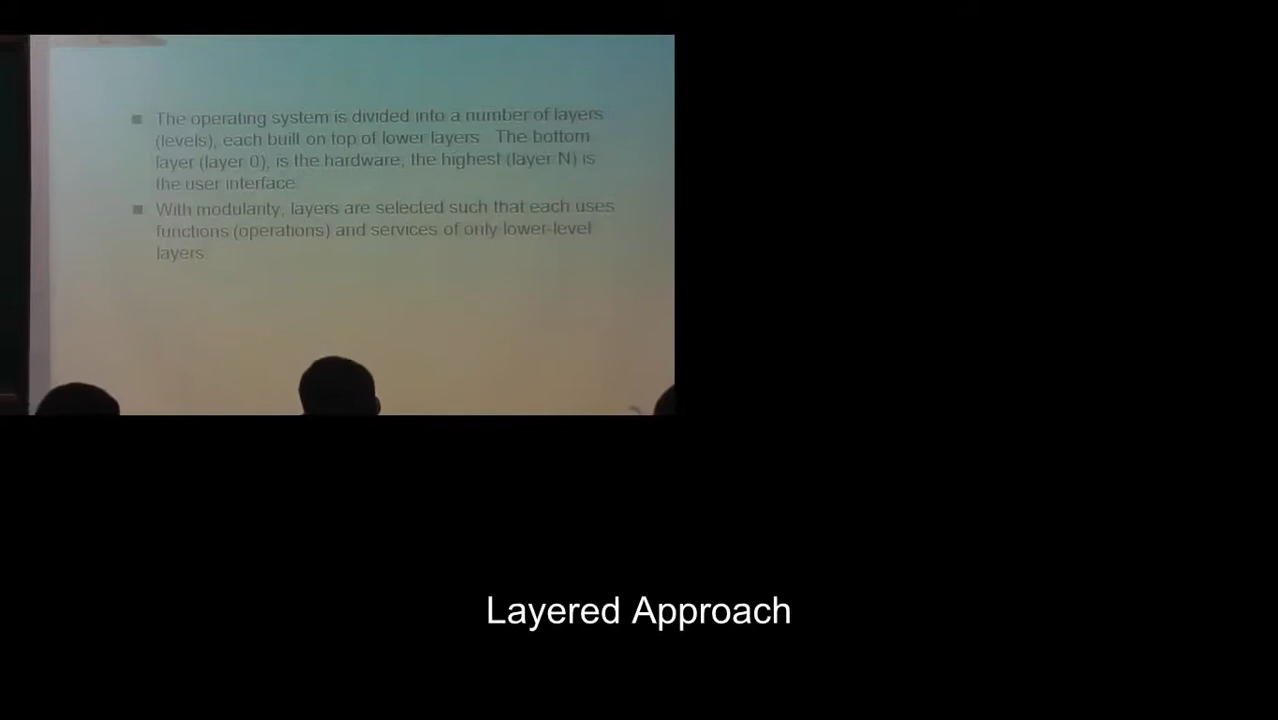 The operating system is divided into a number of layers
(levels), each built on top of lower layers. The bottom
layer (layer 0), is the hardware; the highest (layer N) is
the user interface.
With modularity, layers are selected such that each uses
functions (operations) and services of only lower-level
layers
Layered Approach